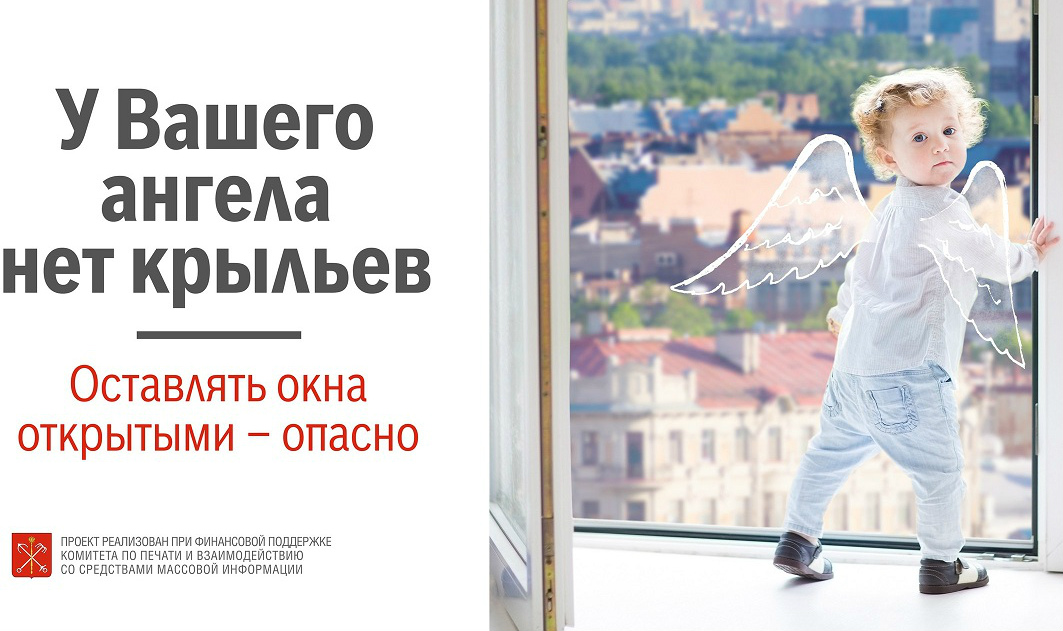 У Вашего
ангела
нет крыльев
Оставлять окна
открытыми – опасно
ПРОЕКТ РЕАЛИЗОВАН ПРИ ФИНАНСОВОЙ ПОДДЕРЖКЕ
КОМИТЕТА ПО ПЕЧАТИ И ВЗАИМОДЕЙСТВИЮ
СО СРЕДСТВАМИ МАССОВОЙ ИНФОРМАЦИИ